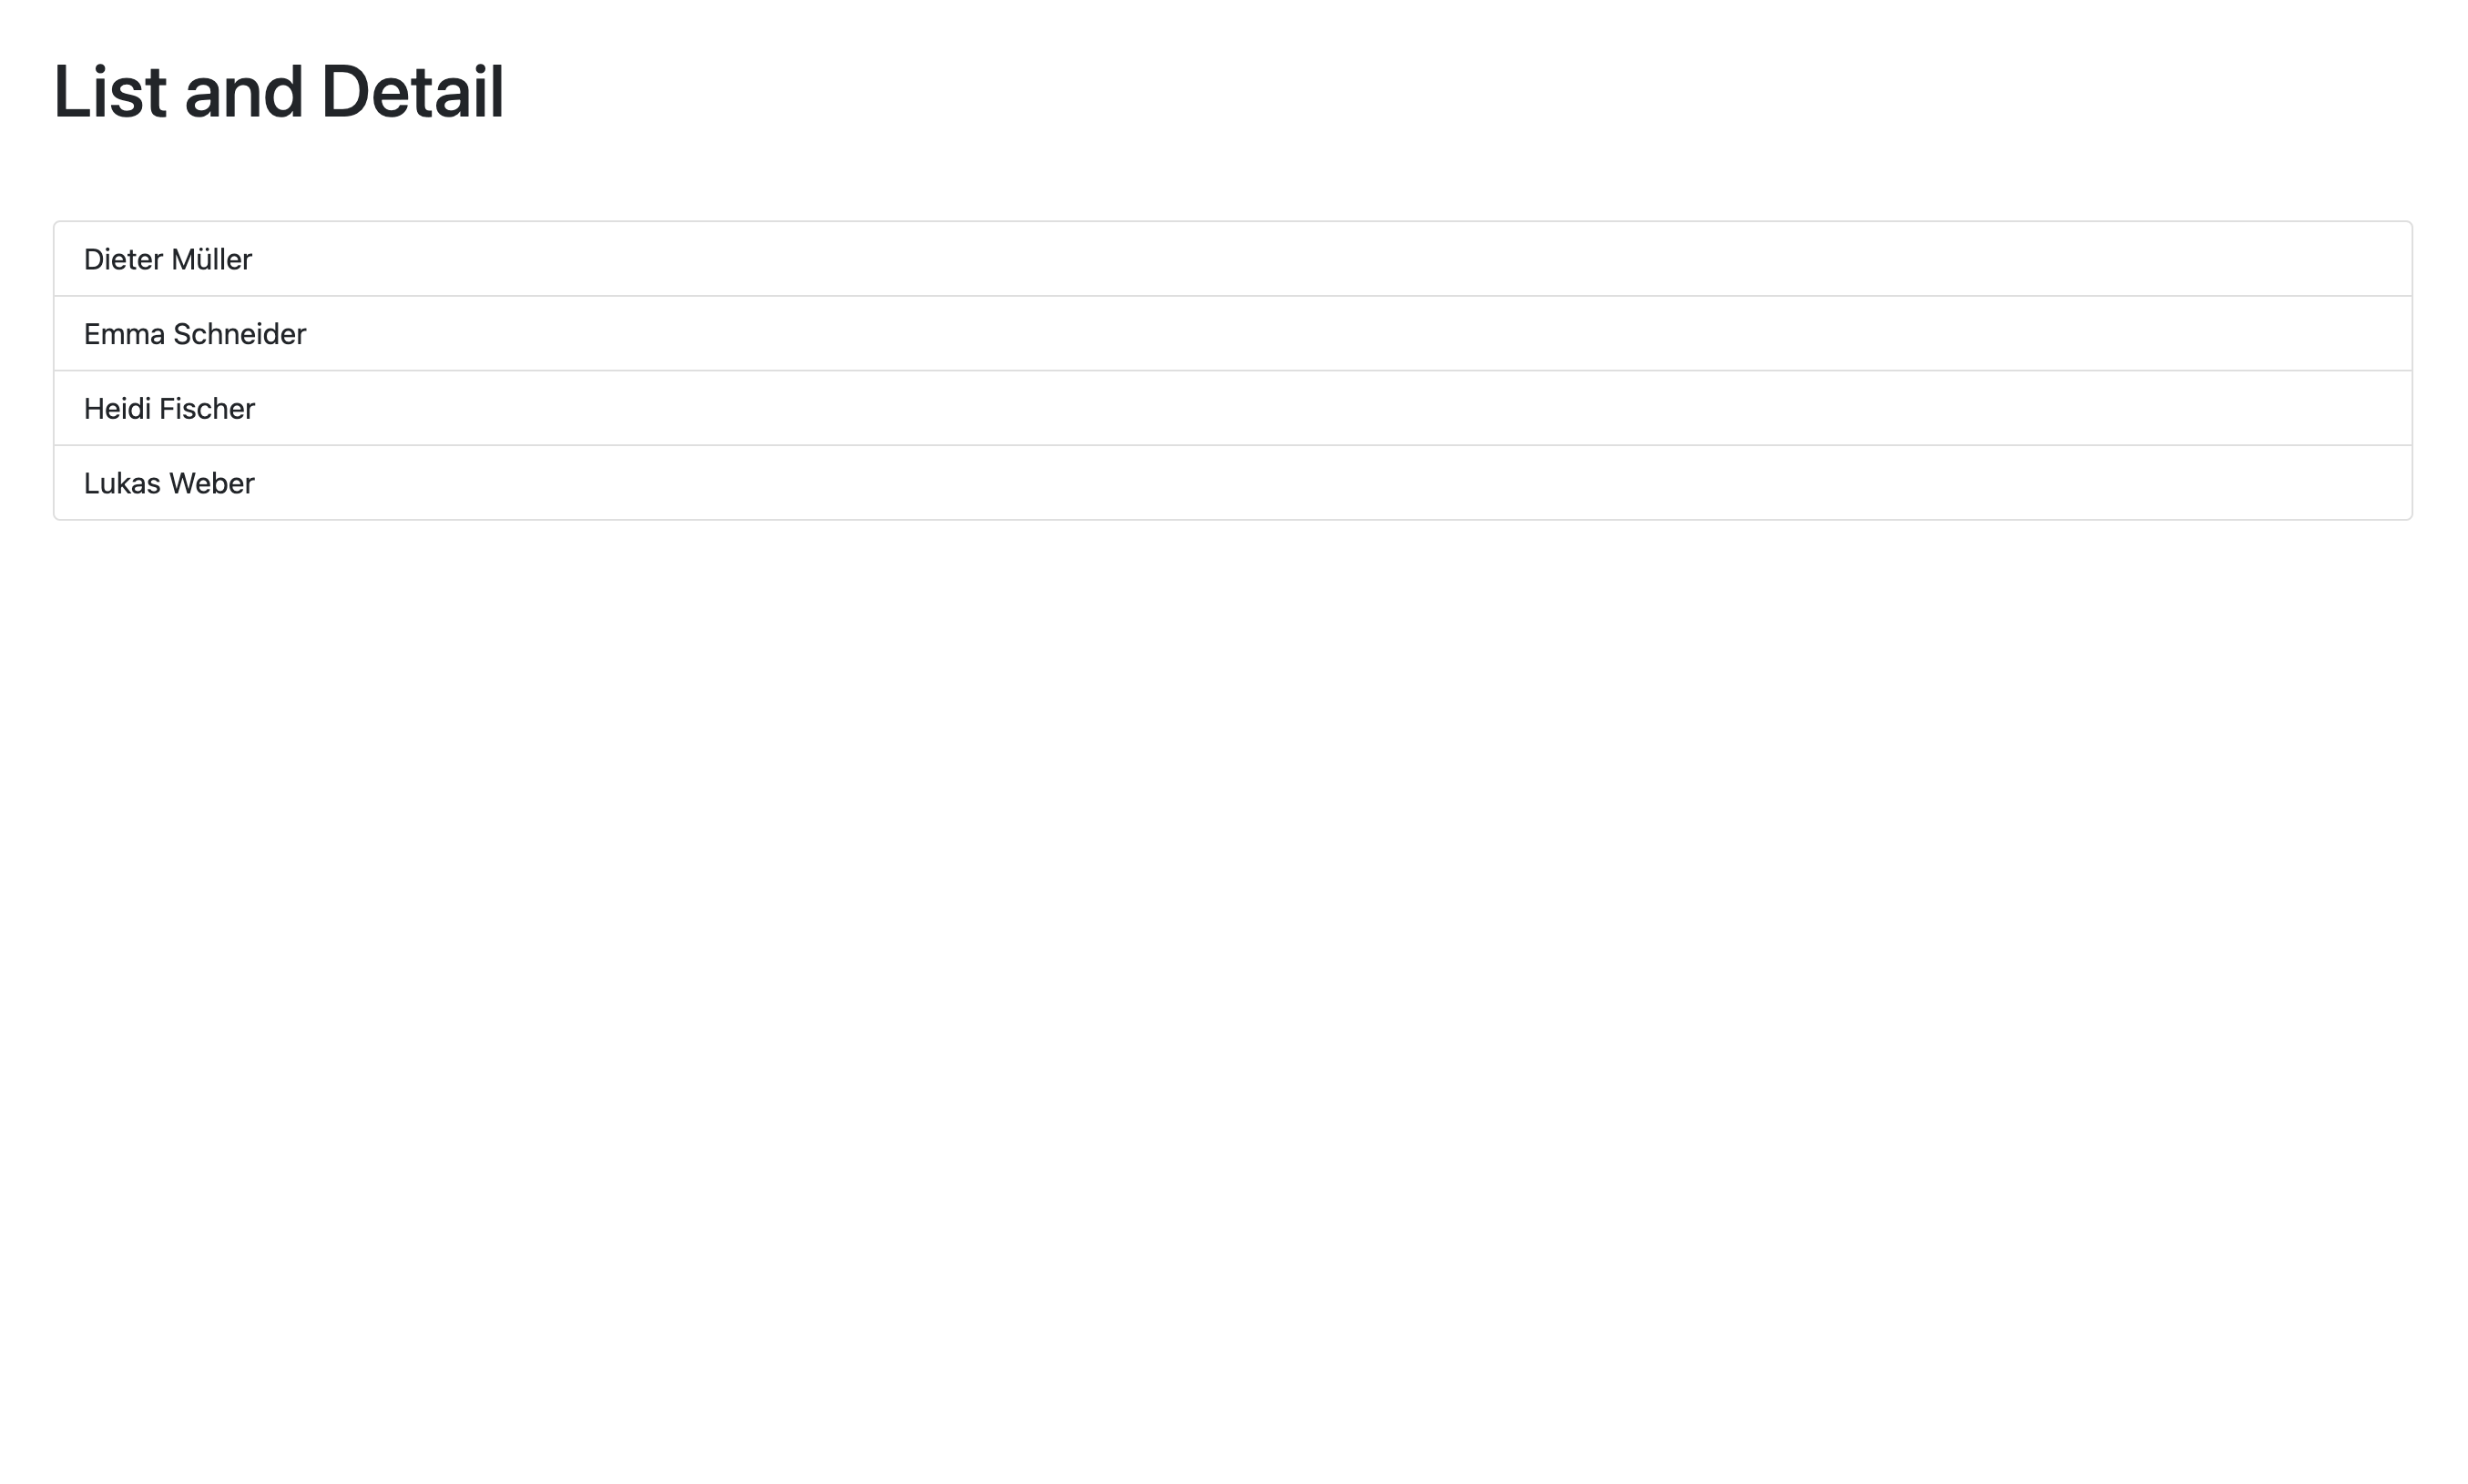 List and Detail
Dieter Müller
Emma Schneider
Heidi Fischer
Lukas Weber